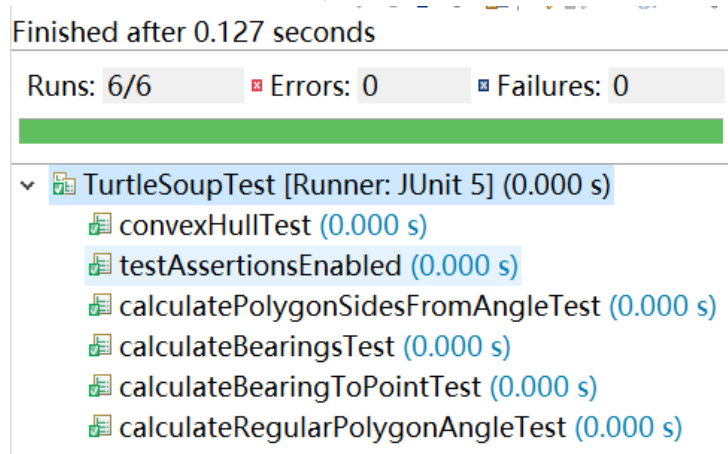 Finished after 0.127 seconds
Runs: 6/6 Errors: 0 Failures: 0
TurtleSoupTest [Runner: JUnit 5] (0.000 s)
convexHullTest (0.000 s)
testAssertionsEnabled (0.000 s)
calculatePolygonSidesFromAngleTest (0.000 s)
calculateBearingsTest (0.000 s)
calculateBearingToPointTest (0.000 s)
calculateRegularPolygonAngleTest (0.000 s)